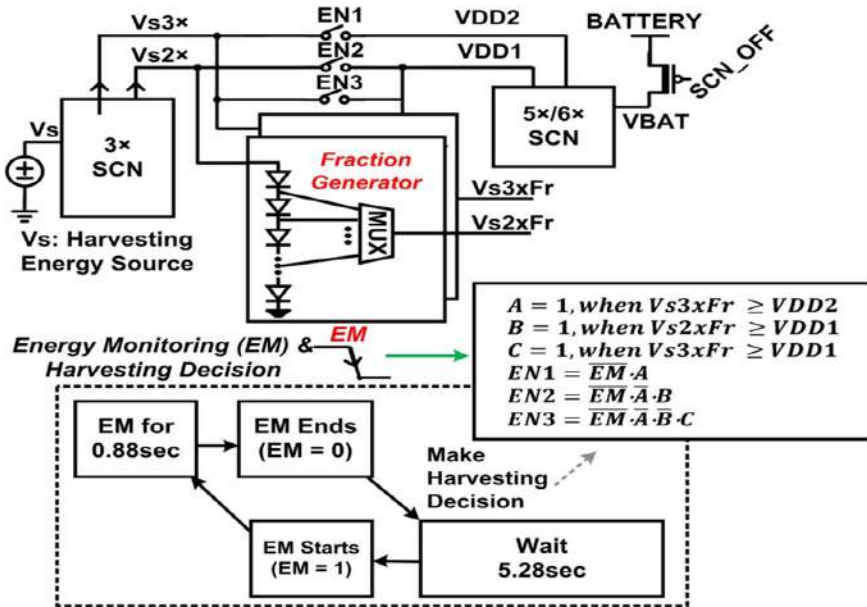 Vs3×
EN1
VDD2
BATTERY
Vs2×
EN2
VDD1
EN3
SCN_OFF
Vs
3×
SCN
5×/6×
SCN
VBAT
Fraction
Generator
MUX
Vs3xFr
Vs2xFr
Vs: Harvesting
Energy Source
A = 1, when Vs3xFr ≥ VDD2
B = 1, when Vs2xFr ≥ VDD1
C = 1, when Vs3xFr ≥ VDD1
EN1 = E̅M̅·A
EN2 = E̅M̅·A̅·B
EN3 = E̅M̅·A̅·B̅·C
EM
Energy Monitoring (EM) &
Harvesting Decision
EM for
0.88sec
EM Ends
(EM = 0)
Make
Harvesting
Decision
EM Starts
(EM = 1)
Wait
5.28sec